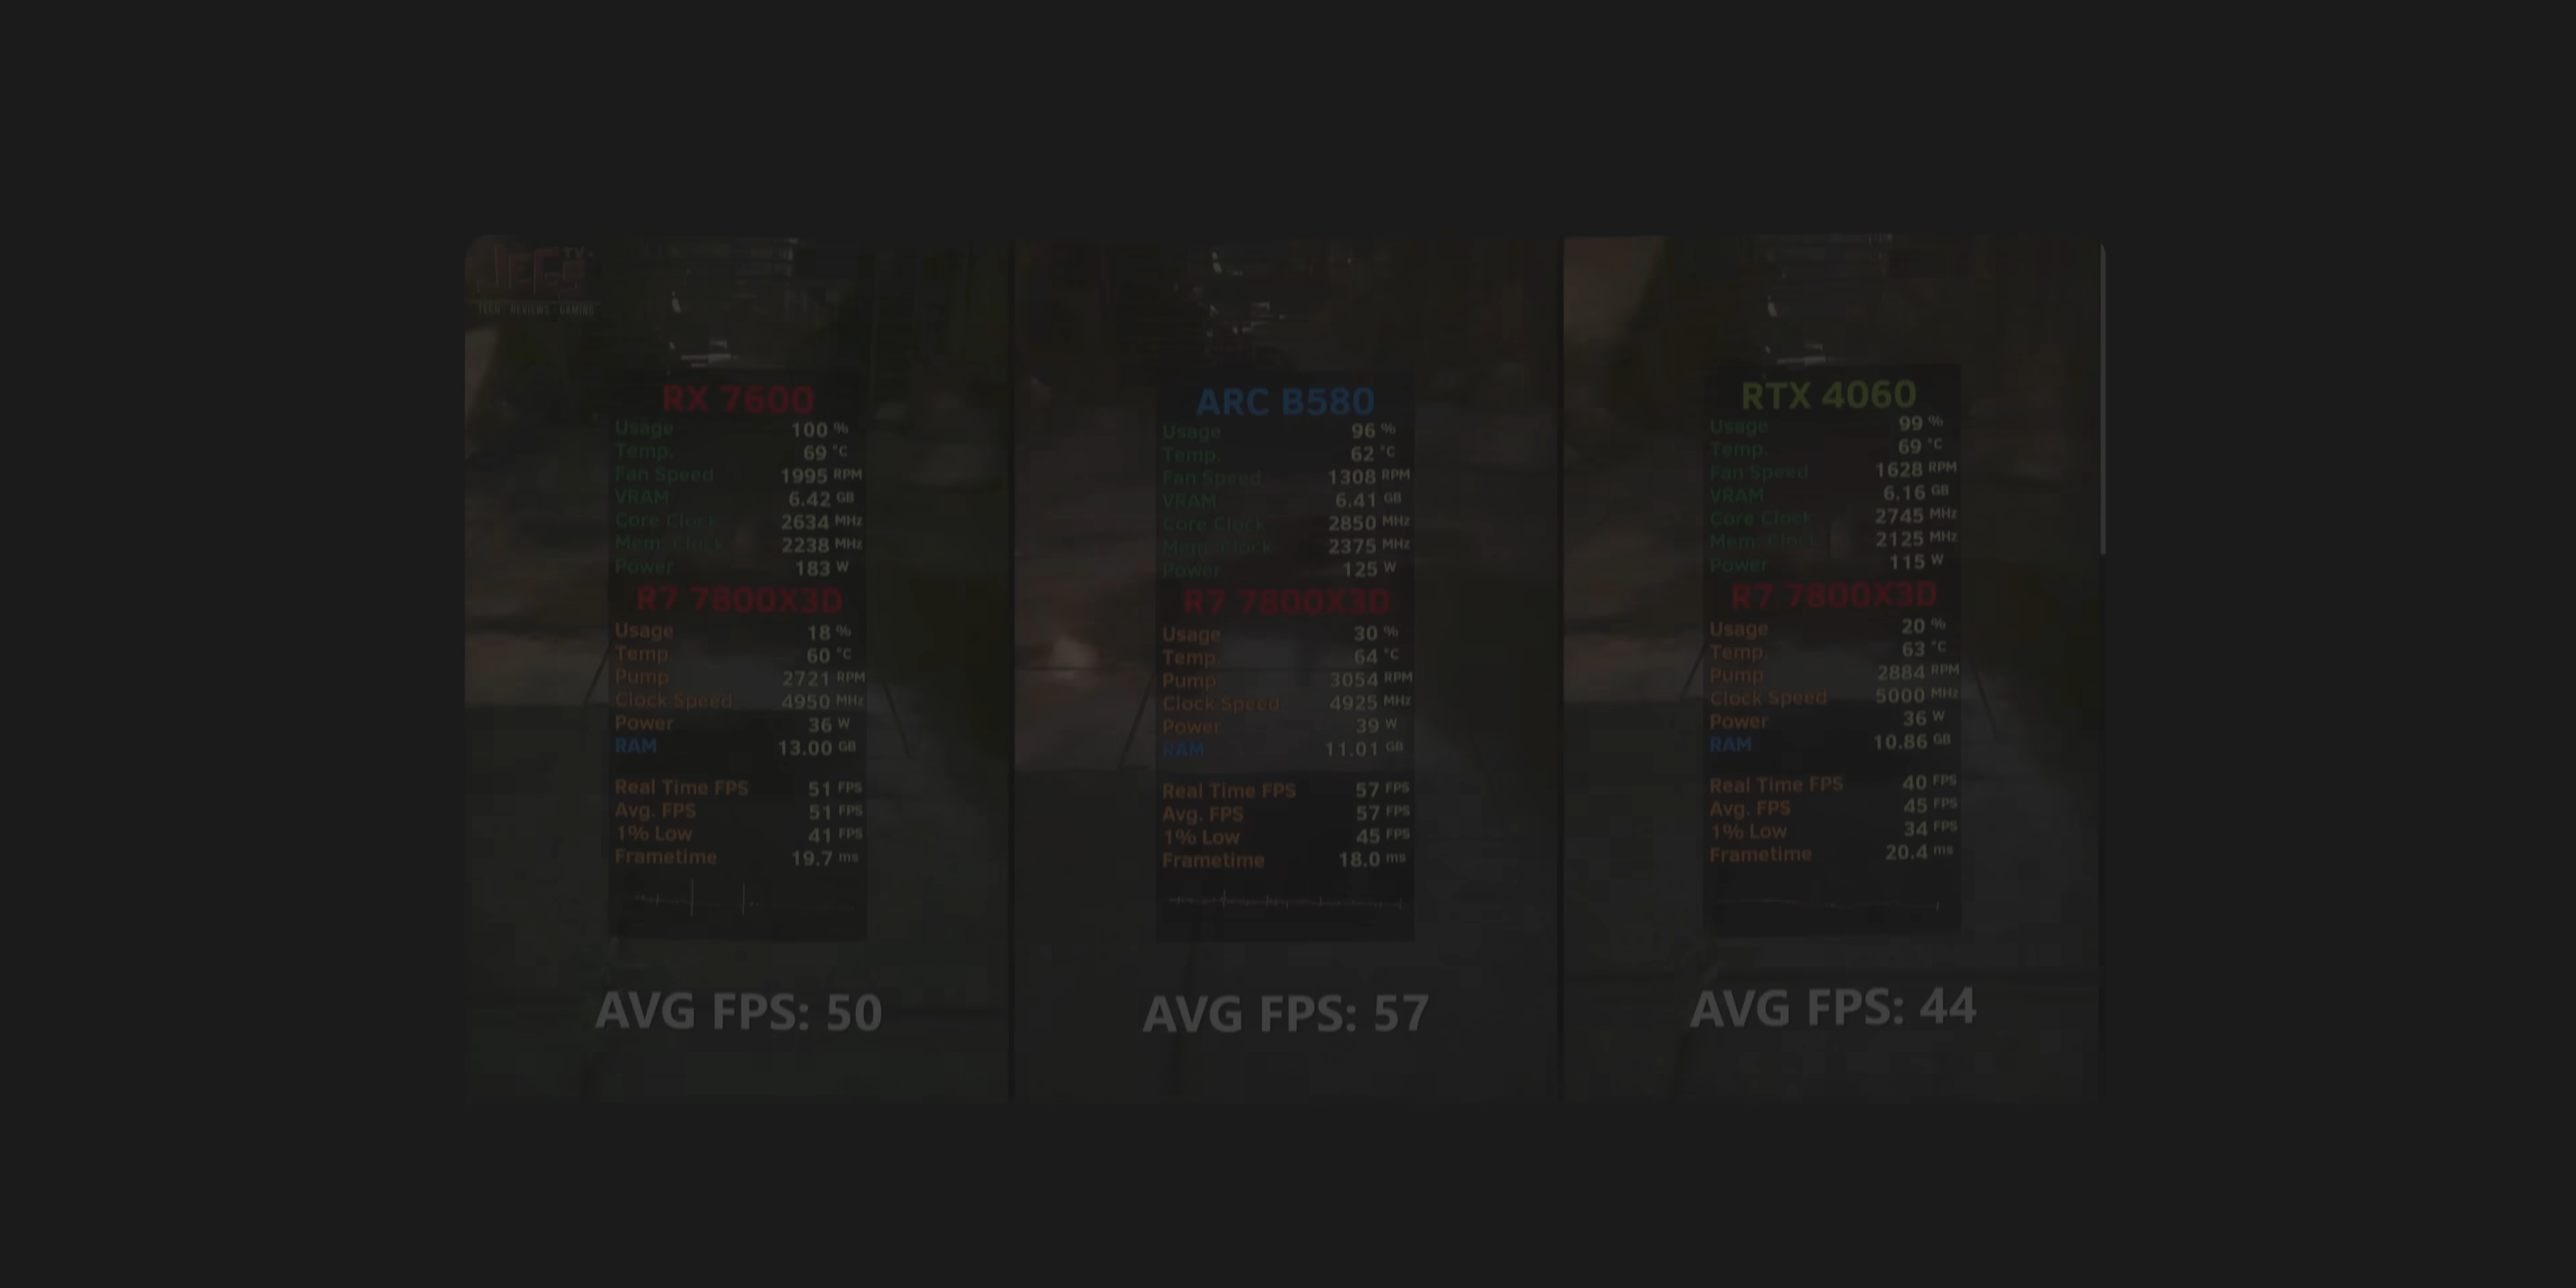 JEGS TV.
TECH - REVIEWS - GAMING
RX 7600
Usage 100 %
Temp. 69 °C
Fan Speed 1995 RPM
VRAM 6.42 GB
Core Clock 2634 MHz
Mem. Clock 2238 MHz
Power 183 W
R7 7800X3D
Usage 18 %
Temp. 60 °C
Pump 2721 RPM
Clock Speed 4950 MHz
Power 36 W
RAM 13.00 GB
Real Time FPS 51 FPS
Avg. FPS 51 FPS
1% Low 41 FPS
Frametime 19.7 ms
AVG FPS: 50
ARC B580
Usage 96 %
Temp. 62 °C
Fan Speed 1308 RPM
VRAM 6.41 GB
Core Clock 2850 MHz
Mem. Clock 2375 MHz
Power 125 W
R7 7800X3D
Usage 30 %
Temp. 64 °C
Pump 3054 RPM
Clock Speed 4925 MHz
Power 39 W
RAM 11.01 GB
Real Time FPS 57 FPS
Avg. FPS 57 FPS
1% Low 45 FPS
Frametime 18.0 ms
AVG FPS: 57
RTX 4060
Usage 99 %
Temp. 69 °C
Fan Speed 1628 RPM
VRAM 6.16 GB
Core Clock 2745 MHz
Mem. Clock 2125 MHz
Power 115 W
R7 7800X3D
Usage 20 %
Temp. 63 °C
Pump 2884 RPM
Clock Speed 5000 MHz
Power 36 W
RAM 10.86 GB
Real Time FPS 40 FPS
Avg. FPS 45 FPS
1% Low 34 FPS
Frametime 20.4 ms
AVG FPS: 44